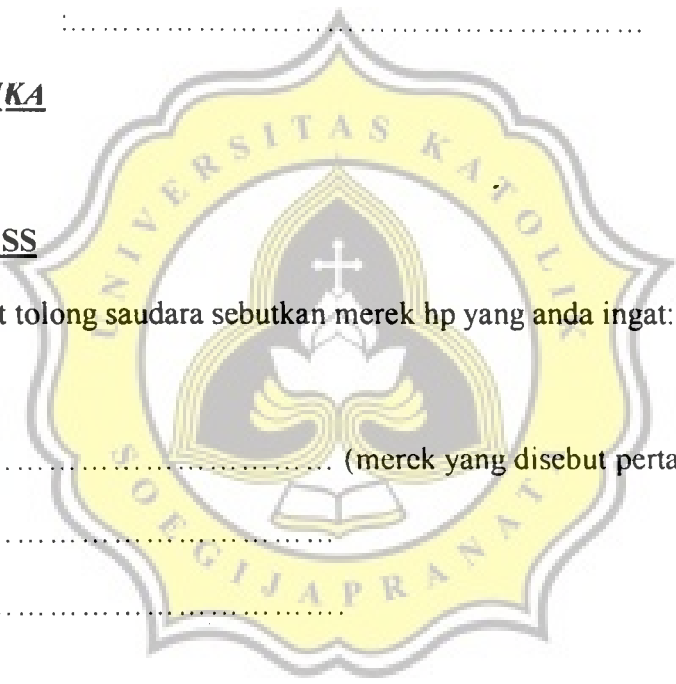 :..................................................
KA
SS
t tolong saudara sebutkan merek hp yang anda ingat:
.............................. (merek yang disebut perta
..............................
..............................
UNIVERSITAS KATOLIK
SOEGIJAPRANATA